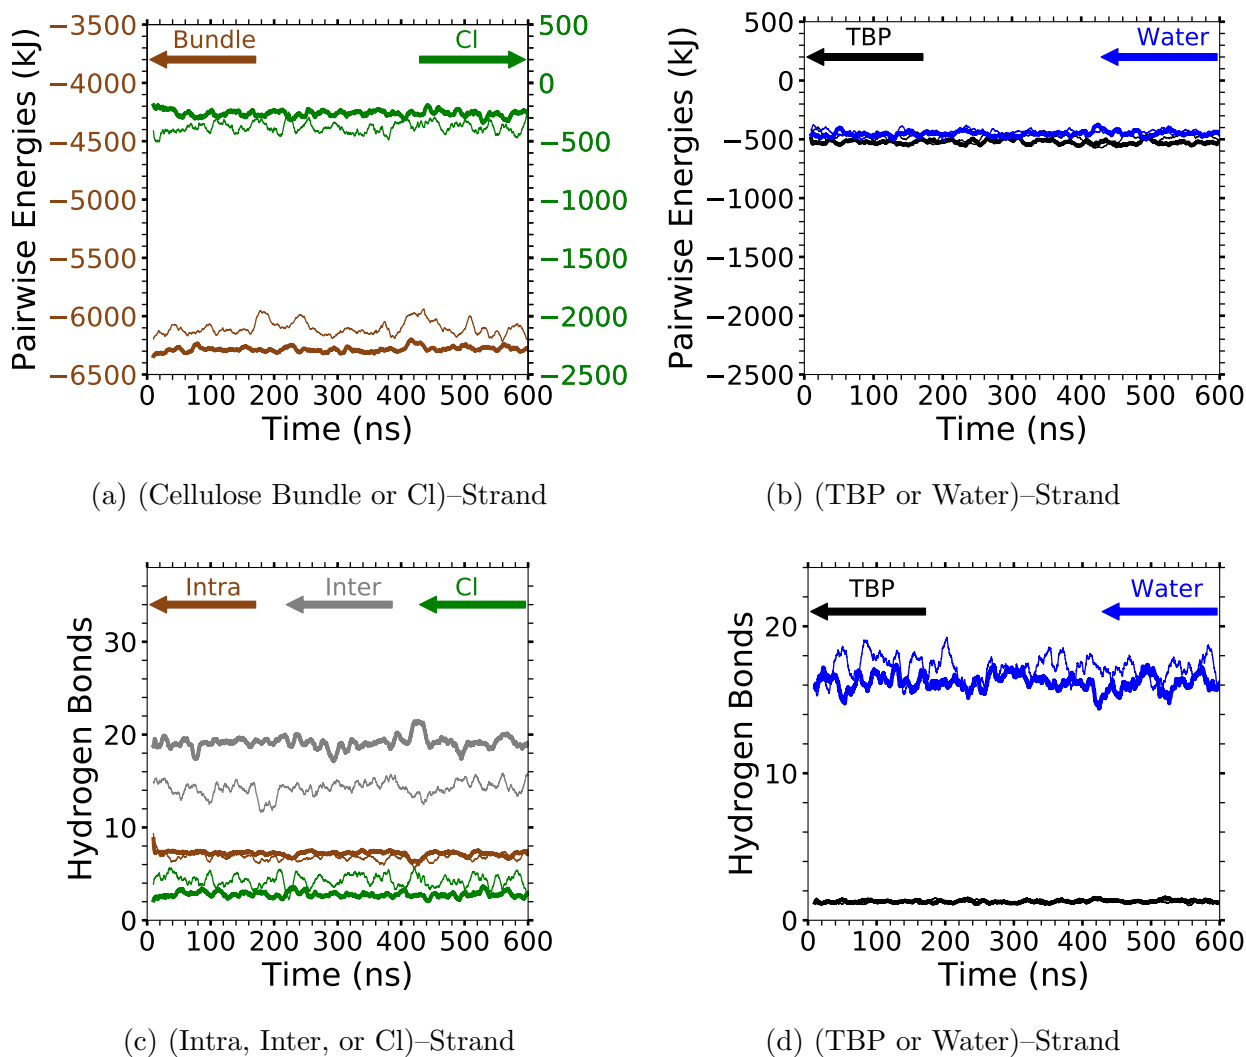 Pairwise Energies (kJ)
−3500
−4000
−4500
−5000
−5500
−6000
−6500
Bundle
Cl
500
0
−500
−1000
−1500
−2000
−2500
0 100 200 300 400 500 600
Time (ns)
(a) (Cellulose Bundle or Cl)–Strand
Pairwise Energies (kJ)
500
0
−500
−1000
−1500
−2000
−2500
TBP
Water
0 100 200 300 400 500 600
Time (ns)
(b) (TBP or Water)–Strand
Hydrogen Bonds
30
20
10
0
Intra
Inter
Cl
0 100 200 300 400 500 600
Time (ns)
(c) (Intra, Inter, or Cl)–Strand
Hydrogen Bonds
20
10
0
TBP
Water
0 100 200 300 400 500 600
Time (ns)
(d) (TBP or Water)–Strand